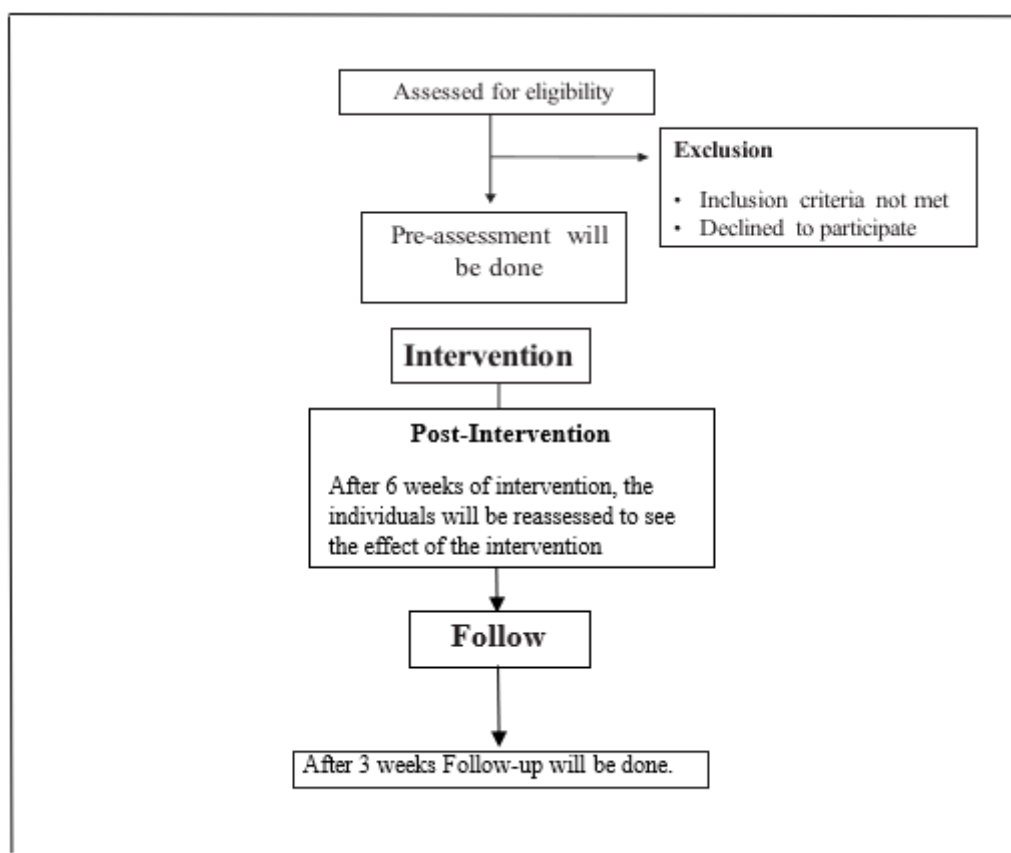 Assessed for eligibility
Exclusion
• Inclusion criteria not met
• Declined to participate
Pre-assessment will
be done
Intervention
Post-Intervention
After 6 weeks of intervention, the
individuals will be reassessed to see
the effect of the intervention
Follow
After 3 weeks Follow-up will be done.